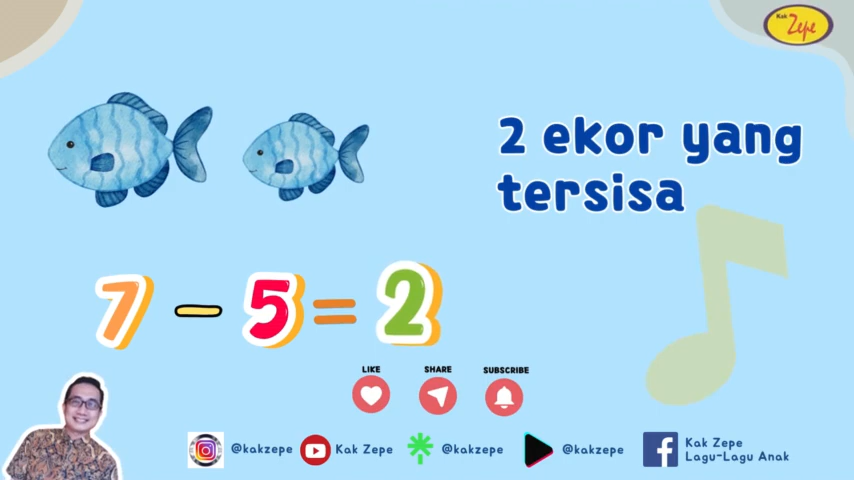 Kak Zepe
2 ekor yang
tersisa
7 - 5 = 2
LIKE
SHARE
SUBSCRIBE
@kakzepe
Kak Zepe
@kakzepe
@kakzepe
Kak Zepe
Lagu-Lagu Anak